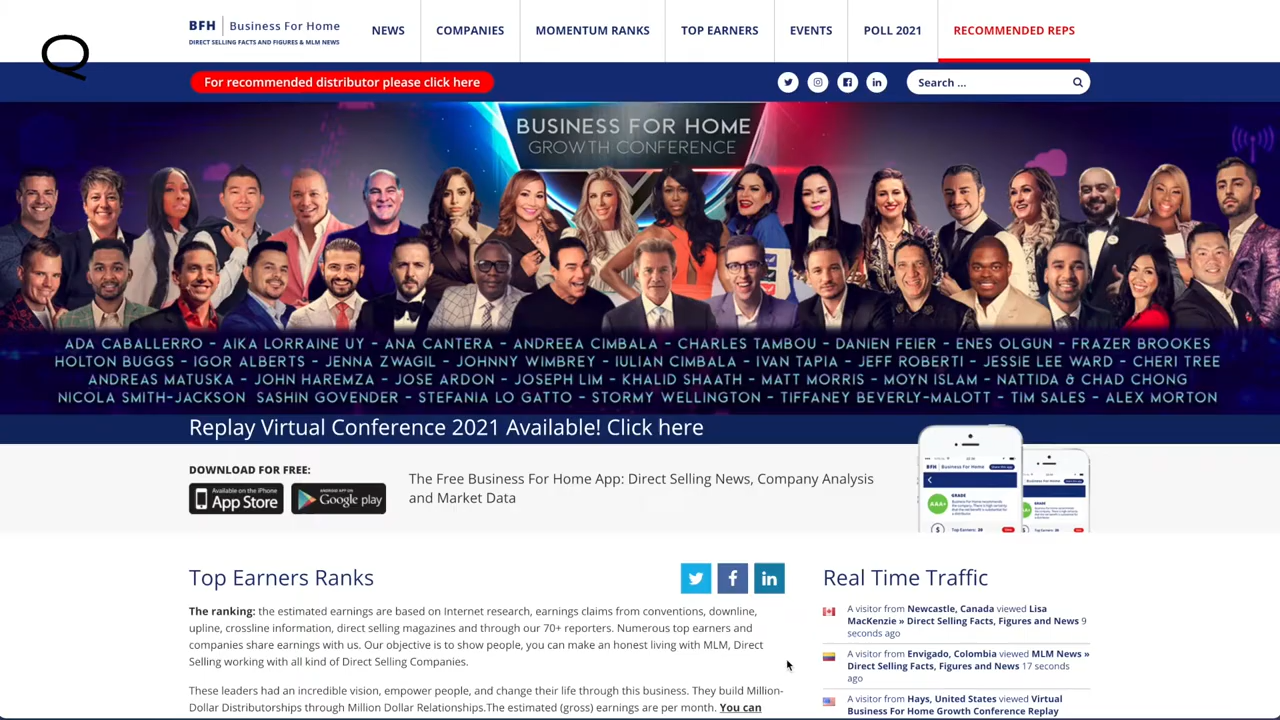 BFH Business For Home
DIRECT SELLING FACTS AND FIGURES & MLM NEWS
NEWS
COMPANIES
MOMENTUM RANKS
TOP EARNERS
EVENTS
POLL 2021
RECOMMENDED REPS
Q
For recommended distributor please click here
Search ...
BUSINESS FOR HOME
GROWTH CONFERENCE
ADA CABALLERRO - AIKA LORRAINE UY - ANA CANTERA - ANDREEA CIMBALA - CHARLES TAMBOU - DANIEN FEIER - ENES OLGUN - FRAZER BROOKES
HOLTON BUGGS - IGOR ALBERTS - JENNA ZWAGIL - JOHNNY WIMBREY - IULIAN CIMBALA - IVAN TAPIA - JEFF ROBERTI - JESSIE LEE WARD - CHERI TREE
ANDREAS MATUSKA - JOHN HAREMZA - JOSE ARDON - JOSEPH LIM - KHALID SHAATH - MATT MORRIS - MOYN ISLAM - NATTIDA & CHAD CHONG
NICOLA SMITH-JACKSON SASHIN GOVENDER - STEFANIA LO GATTO - STORMY WELLINGTON - TIFFANEY BEVERLY-MALOTT - TIM SALES - ALEX MORTON
Replay Virtual Conference 2021 Available! Click here
DOWNLOAD FOR FREE:
Available on the iPhone
App Store
ANDROID APP ON
Google play
The Free Business For Home App: Direct Selling News, Company Analysis
and Market Data
BFH Business For Home
GRADE
AAA+
Top Earners Ranks
The ranking: the estimated earnings are based on Internet research, earnings claims from conventions, downline,
upline, crossline information, direct selling magazines and through our 70+ reporters. Numerous top earners and
companies share earnings with us. Our objective is to show people, you can make an honest living with MLM, Direct
Selling working with all kind of Direct Selling Companies.
These leaders had an incredible vision, empower people, and change their life through this business. They build Million-
Dollar Distributorships through Million Dollar Relationships.The estimated (gross) earnings are per month. You can
Real Time Traffic
A visitor from Newcastle, Canada viewed Lisa
MacKenzie » Direct Selling Facts, Figures and News 9
seconds ago
A visitor from Envigado, Colombia viewed MLM News »
Direct Selling Facts, Figures and News 17 seconds
ago
A visitor from Hays, United States viewed Virtual
Business For Home Growth Conference Replay